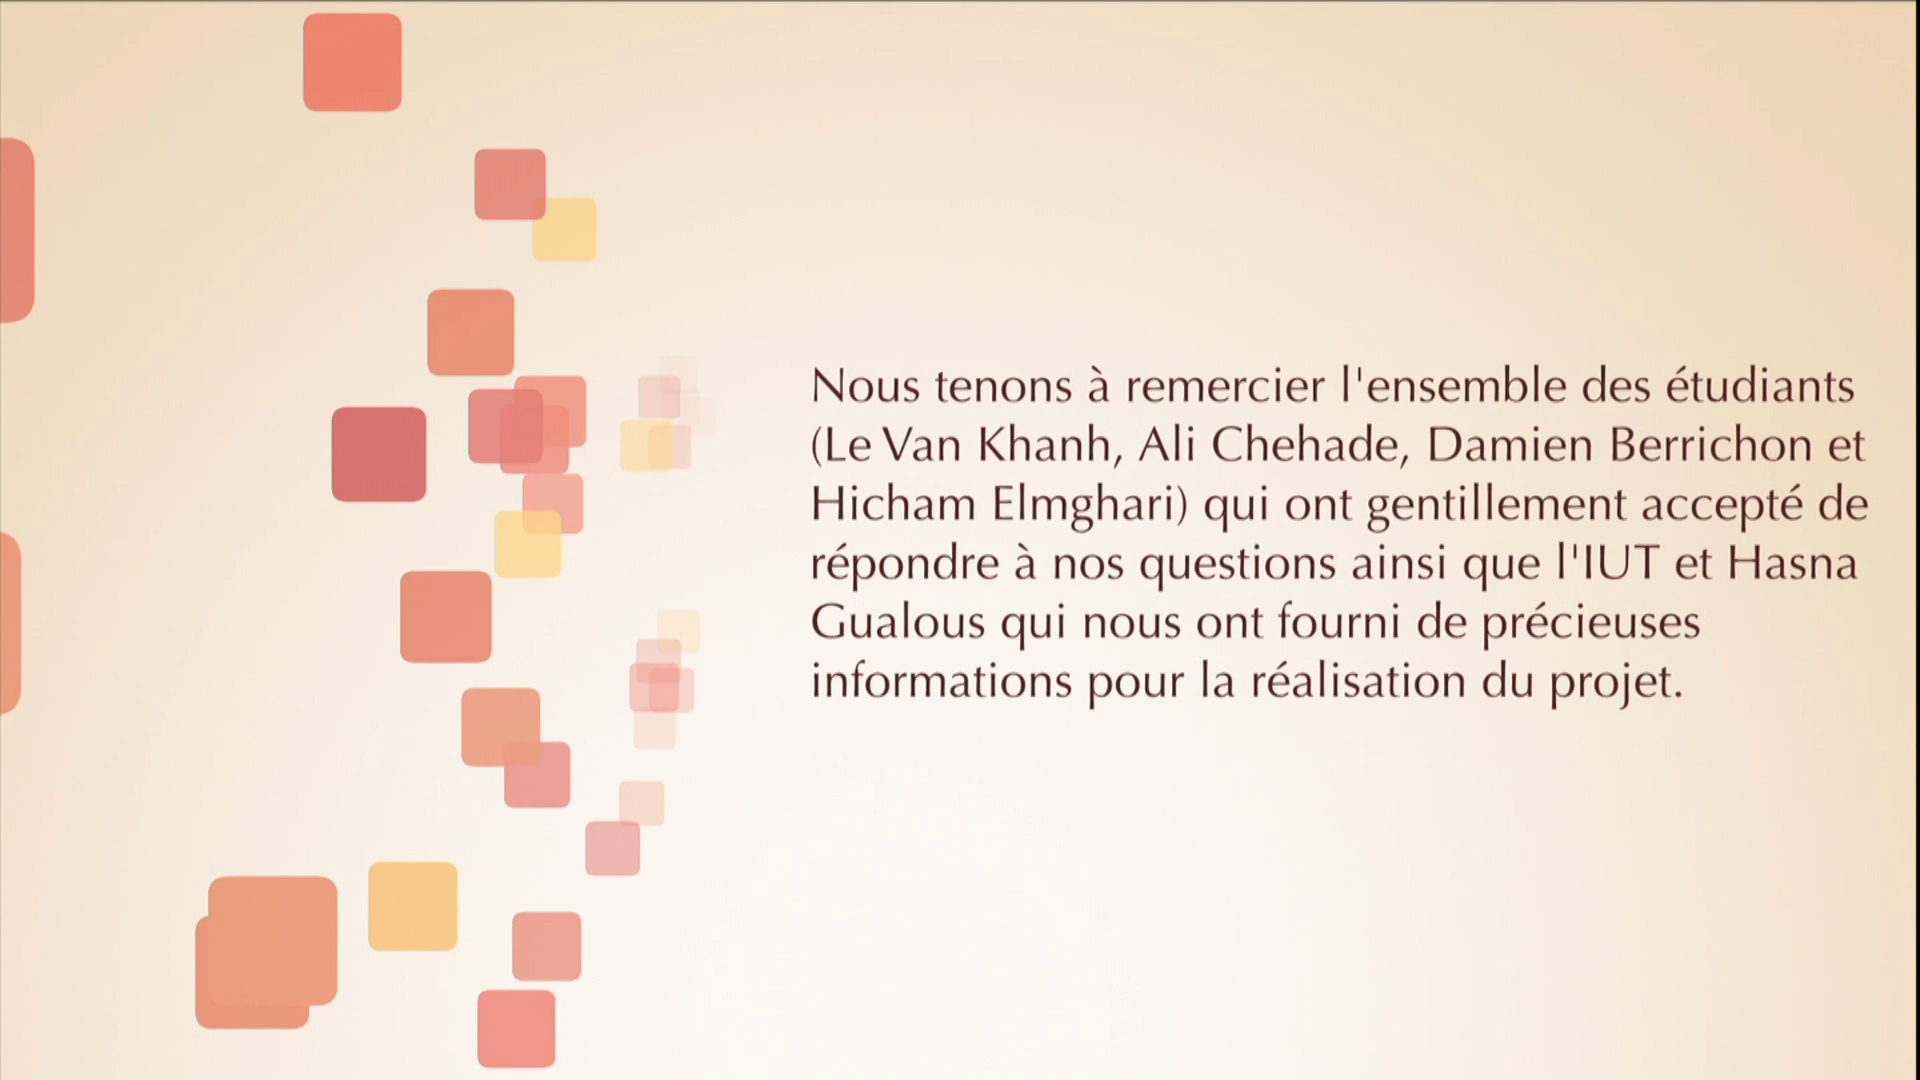 Nous tenons à remercier l'ensemble des étudiants
(Le Van Khanh, Ali Chehade, Damien Berrichon et
Hicham Elmghari) qui ont gentillement accepté de
répondre à nos questions ainsi que l'IUT et Hasna
Gualous qui nous ont fourni de précieuses
informations pour la réalisation du projet.